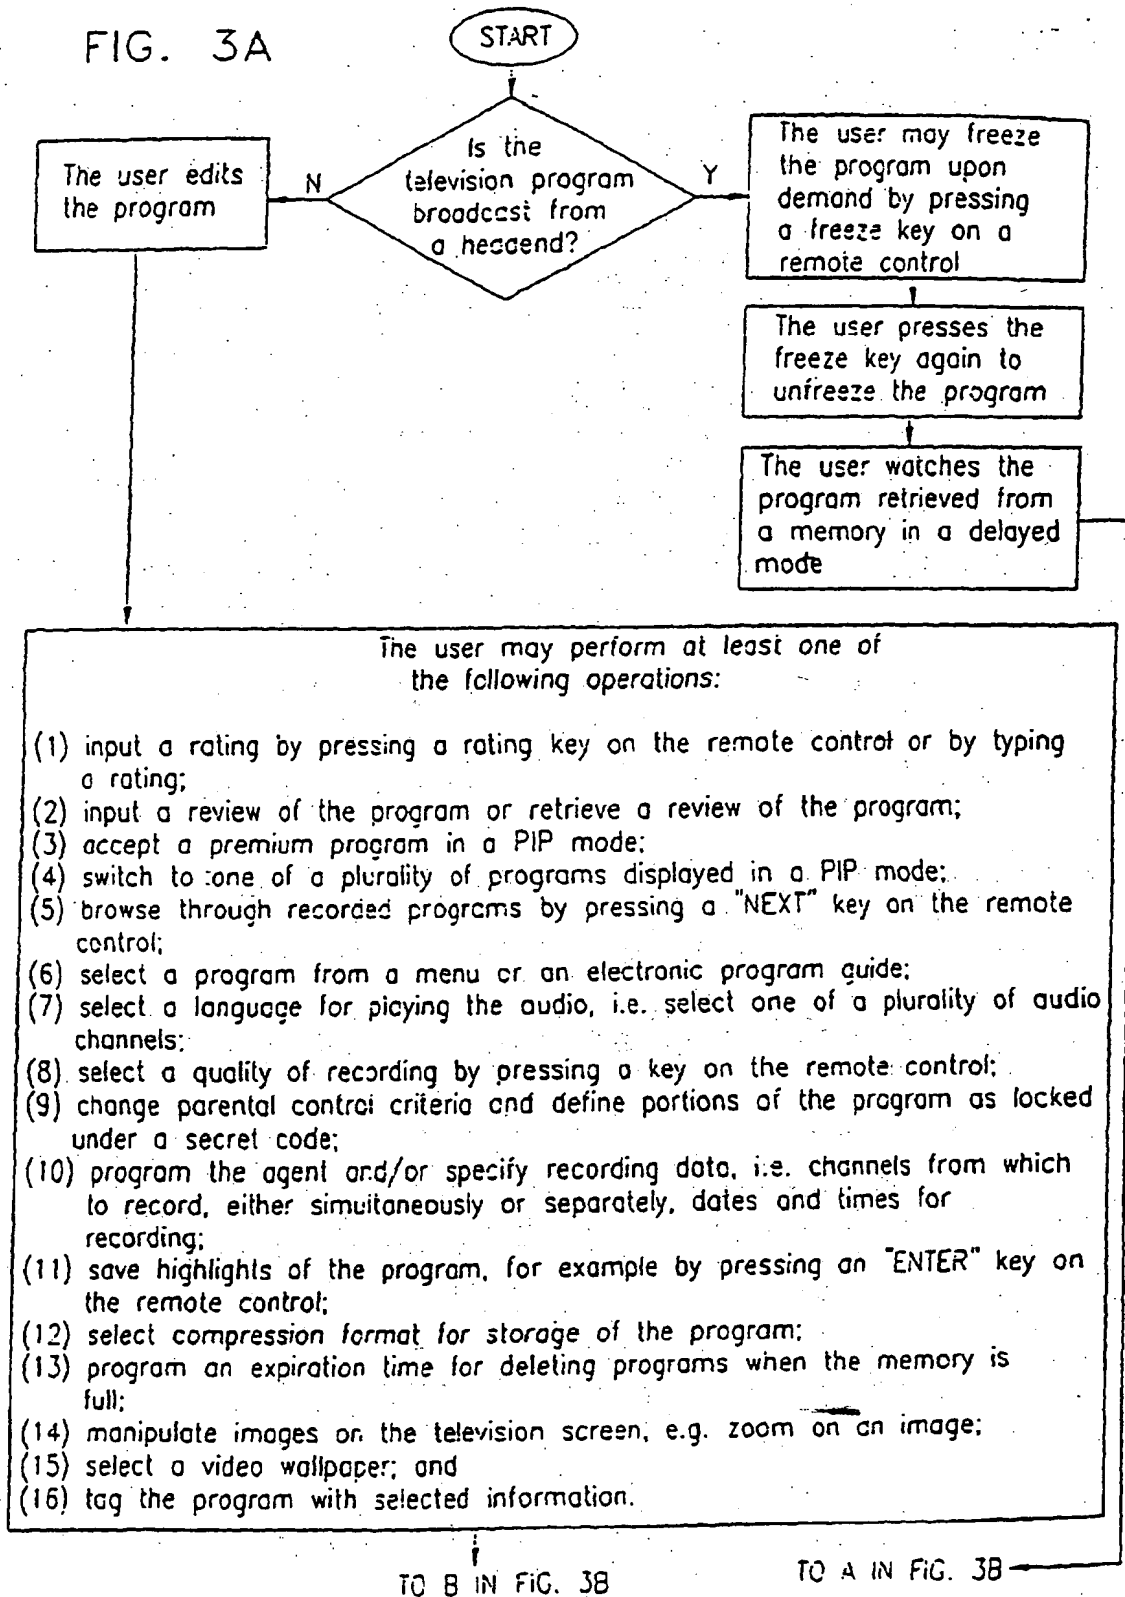 FIG. 3A
START
Is the
television program
broadcast from
a headend?
N
Y
The user edits
the program
The user may freeze
the program upon
demand by pressing
a freeze key on a
remote control
The user presses the
freeze key again to
unfreeze the program
The user watches the
program retrieved from
a memory in a delayed
mode
The user may perform at least one of
the following operations:
(1) input a rating by pressing a rating key on the remote control or by typing
a rating;
(2) input a review of the program or retrieve a review of the program;
(3) accept a premium program in a PIP mode;
(4) switch to one of a plurality of programs displayed in a PIP mode;
(5) browse through recorded programs by pressing a "NEXT" key on the remote
control;
(6) select a program from a menu or an electronic program guide;
(7) select a language for playing the audio, i.e. select one of a plurality of audio
channels;
(8) select a quality of recording by pressing a key on the remote control;
(9) change parental control criteria and define portions of the program as locked
under a secret code;
(10) program the agent and/or specify recording data, i.e. channels from which
to record, either simultaneously or separately, dates and times for
recording;
(11) save highlights of the program, for example by pressing an "ENTER" key on
the remote control;
(12) select compression format for storage of the program;
(13) program an expiration time for deleting programs when the memory is
full;
(14) manipulate images on the television screen, e.g. zoom on an image;
(15) select a video wallpaper; and
(16) tag the program with selected information.
TO B IN FIG. 3B
TO A IN FIG. 3B